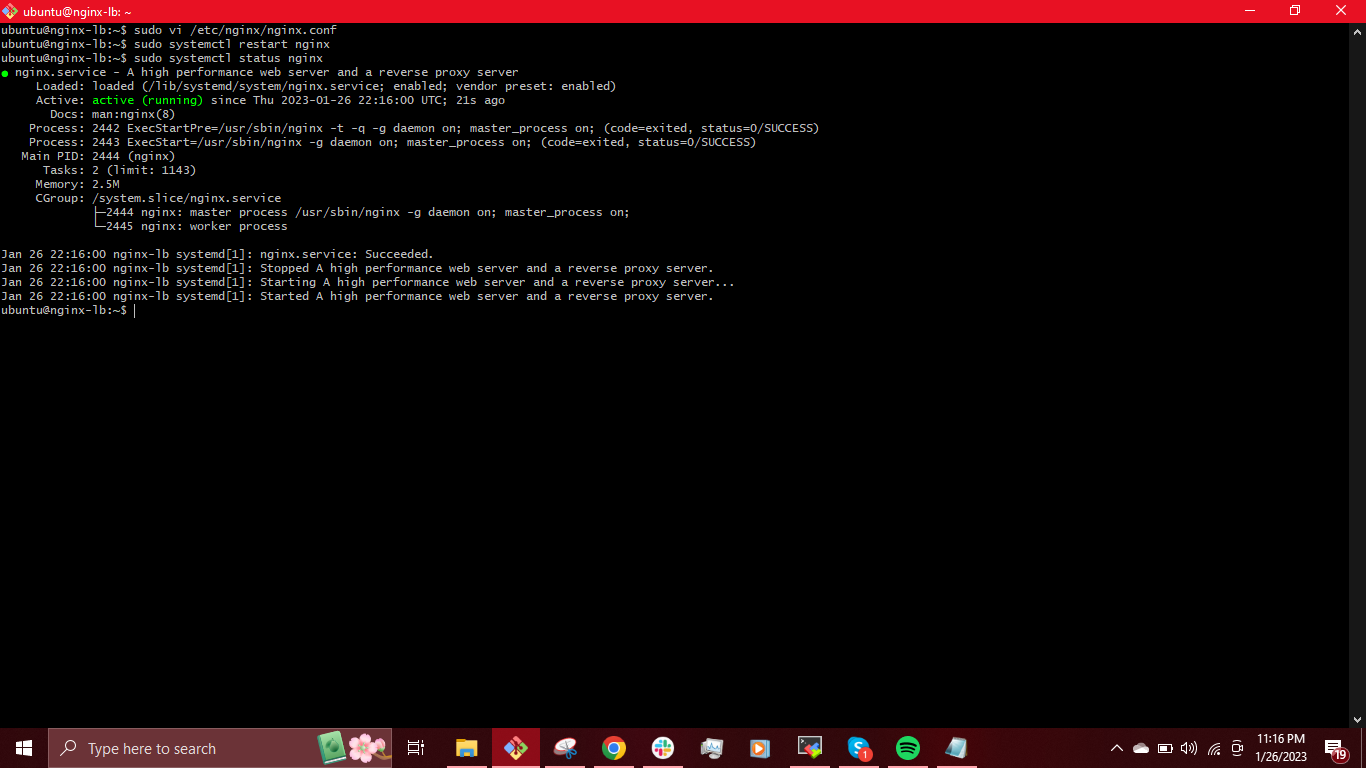 ubuntu@nginx-lb: ~
ubuntu@nginx-lb:~$ sudo vi /etc/nginx/nginx.conf
ubuntu@nginx-lb:~$ sudo systemctl restart nginx
ubuntu@nginx-lb:~$ sudo systemctl status nginx
● nginx.service - A high performance web server and a reverse proxy server
Loaded: loaded (/lib/systemd/system/nginx.service; enabled; vendor preset: enabled)
Active: active (running) since Thu 2023-01-26 22:16:00 UTC; 21s ago
Docs: man:nginx(8)
Process: 2442 ExecStartPre=/usr/sbin/nginx -t -q -g daemon on; master_process on; (code=exited, status=0/SUCCESS)
Process: 2443 ExecStart=/usr/sbin/nginx -g daemon on; master_process on; (code=exited, status=0/SUCCESS)
Main PID: 2444 (nginx)
Tasks: 2 (limit: 1143)
Memory: 2.5M
CGroup: /system.slice/nginx.service
├─2444 nginx: master process /usr/sbin/nginx -g daemon on; master_process on;
└─2445 nginx: worker process
Jan 26 22:16:00 nginx-lb systemd[1]: nginx.service: Succeeded.
Jan 26 22:16:00 nginx-lb systemd[1]: Stopped A high performance web server and a reverse proxy server.
Jan 26 22:16:00 nginx-lb systemd[1]: Starting A high performance web server and a reverse proxy server...
Jan 26 22:16:00 nginx-lb systemd[1]: Started A high performance web server and a reverse proxy server.
ubuntu@nginx-lb:~$
Type here to search
1
11:16 PM
1/26/2023
19